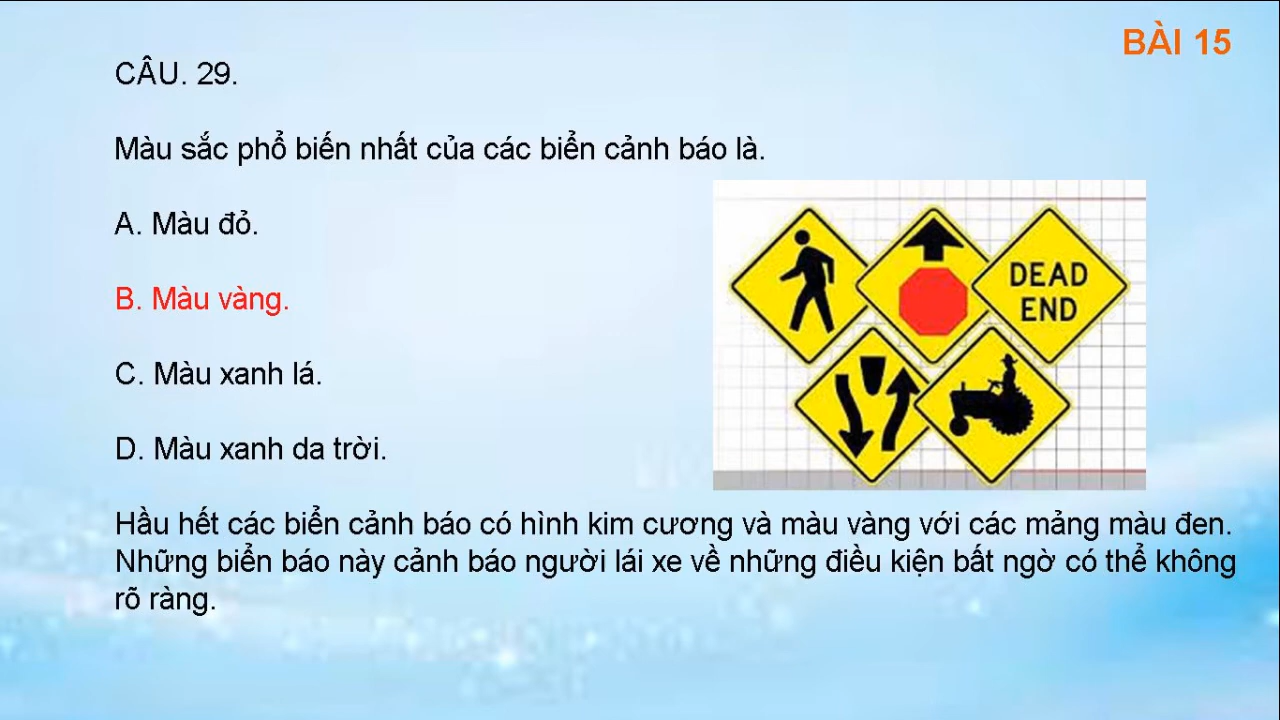 BÀI 15
CÂU. 29.
Màu sắc phổ biến nhất của các biển cảnh báo là.
A. Màu đỏ.
B. Màu vàng.
C. Màu xanh lá.
D. Màu xanh da trời.
DEAD
END
Hầu hết các biển cảnh báo có hình kim cương và màu vàng với các mảng màu đen.
Những biển báo này cảnh báo người lái xe về những điều kiện bất ngờ có thể không
rõ ràng.